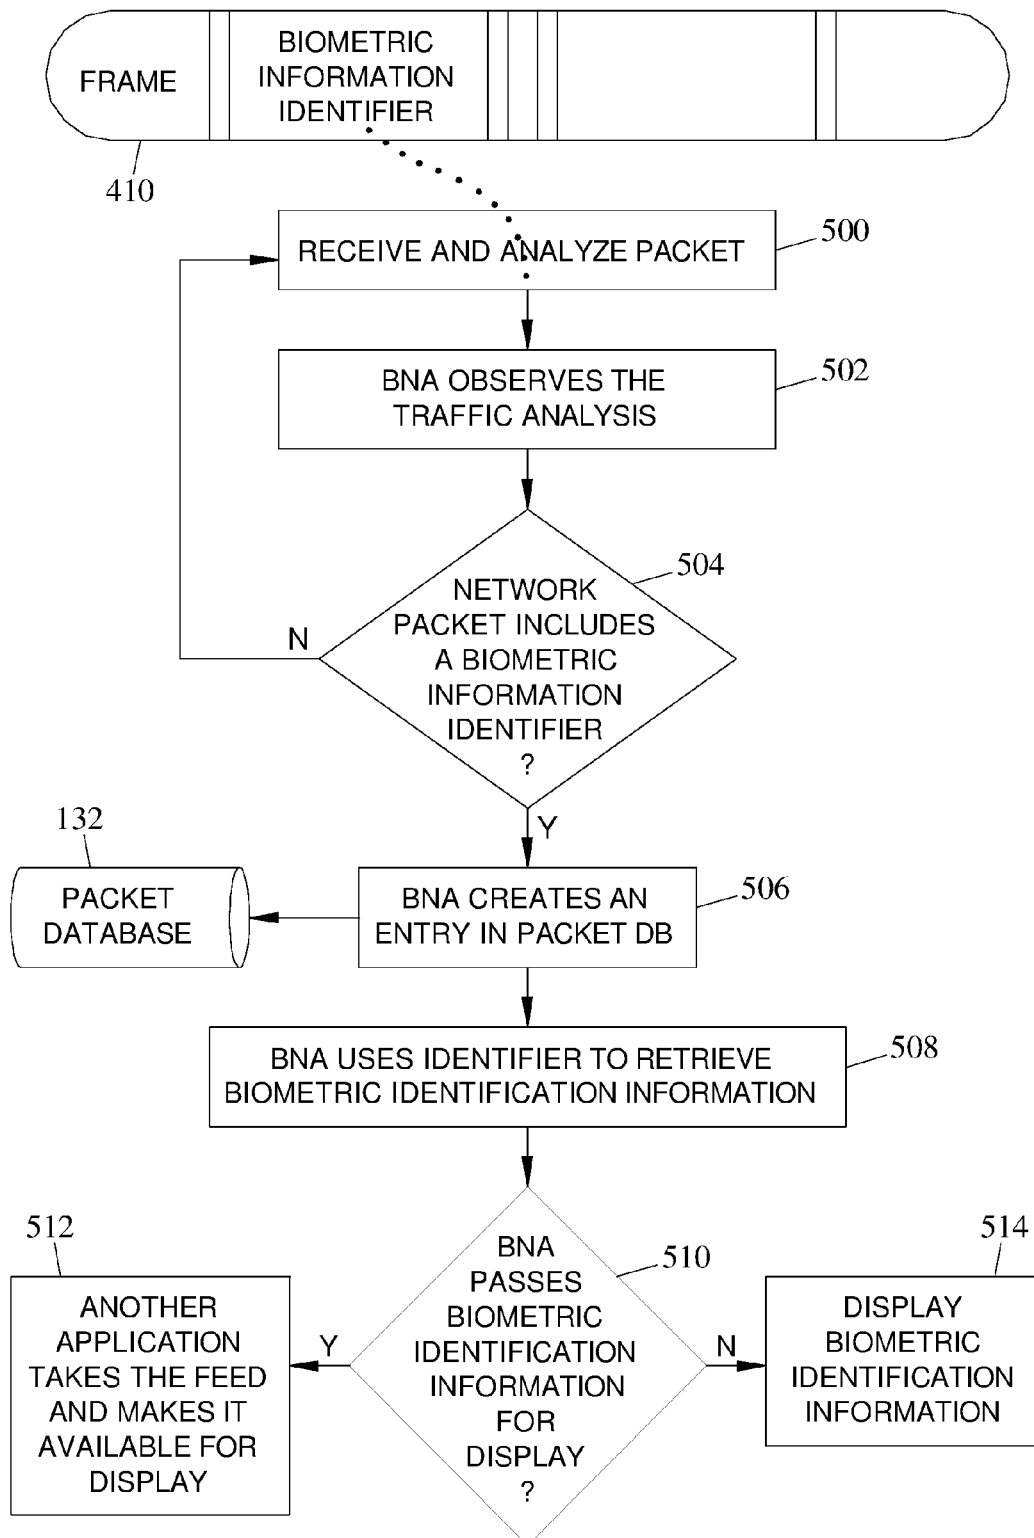 FRAME
BIOMETRIC
INFORMATION
IDENTIFIER
410
RECEIVE AND ANALYZE PACKET
500
BNA OBSERVES THE
TRAFFIC ANALYSIS
502
NETWORK
PACKET INCLUDES
A BIOMETRIC
INFORMATION
IDENTIFIER
?
504
N
Y
132
PACKET
DATABASE
BNA CREATES AN
ENTRY IN PACKET DB
506
BNA USES IDENTIFIER TO RETRIEVE
BIOMETRIC IDENTIFICATION INFORMATION
508
BNA
PASSES
BIOMETRIC
IDENTIFICATION
INFORMATION
FOR
DISPLAY
?
510
Y
N
512
ANOTHER
APPLICATION
TAKES THE FEED
AND MAKES IT
AVAILABLE FOR
DISPLAY
514
DISPLAY
BIOMETRIC
IDENTIFICATION
INFORMATION